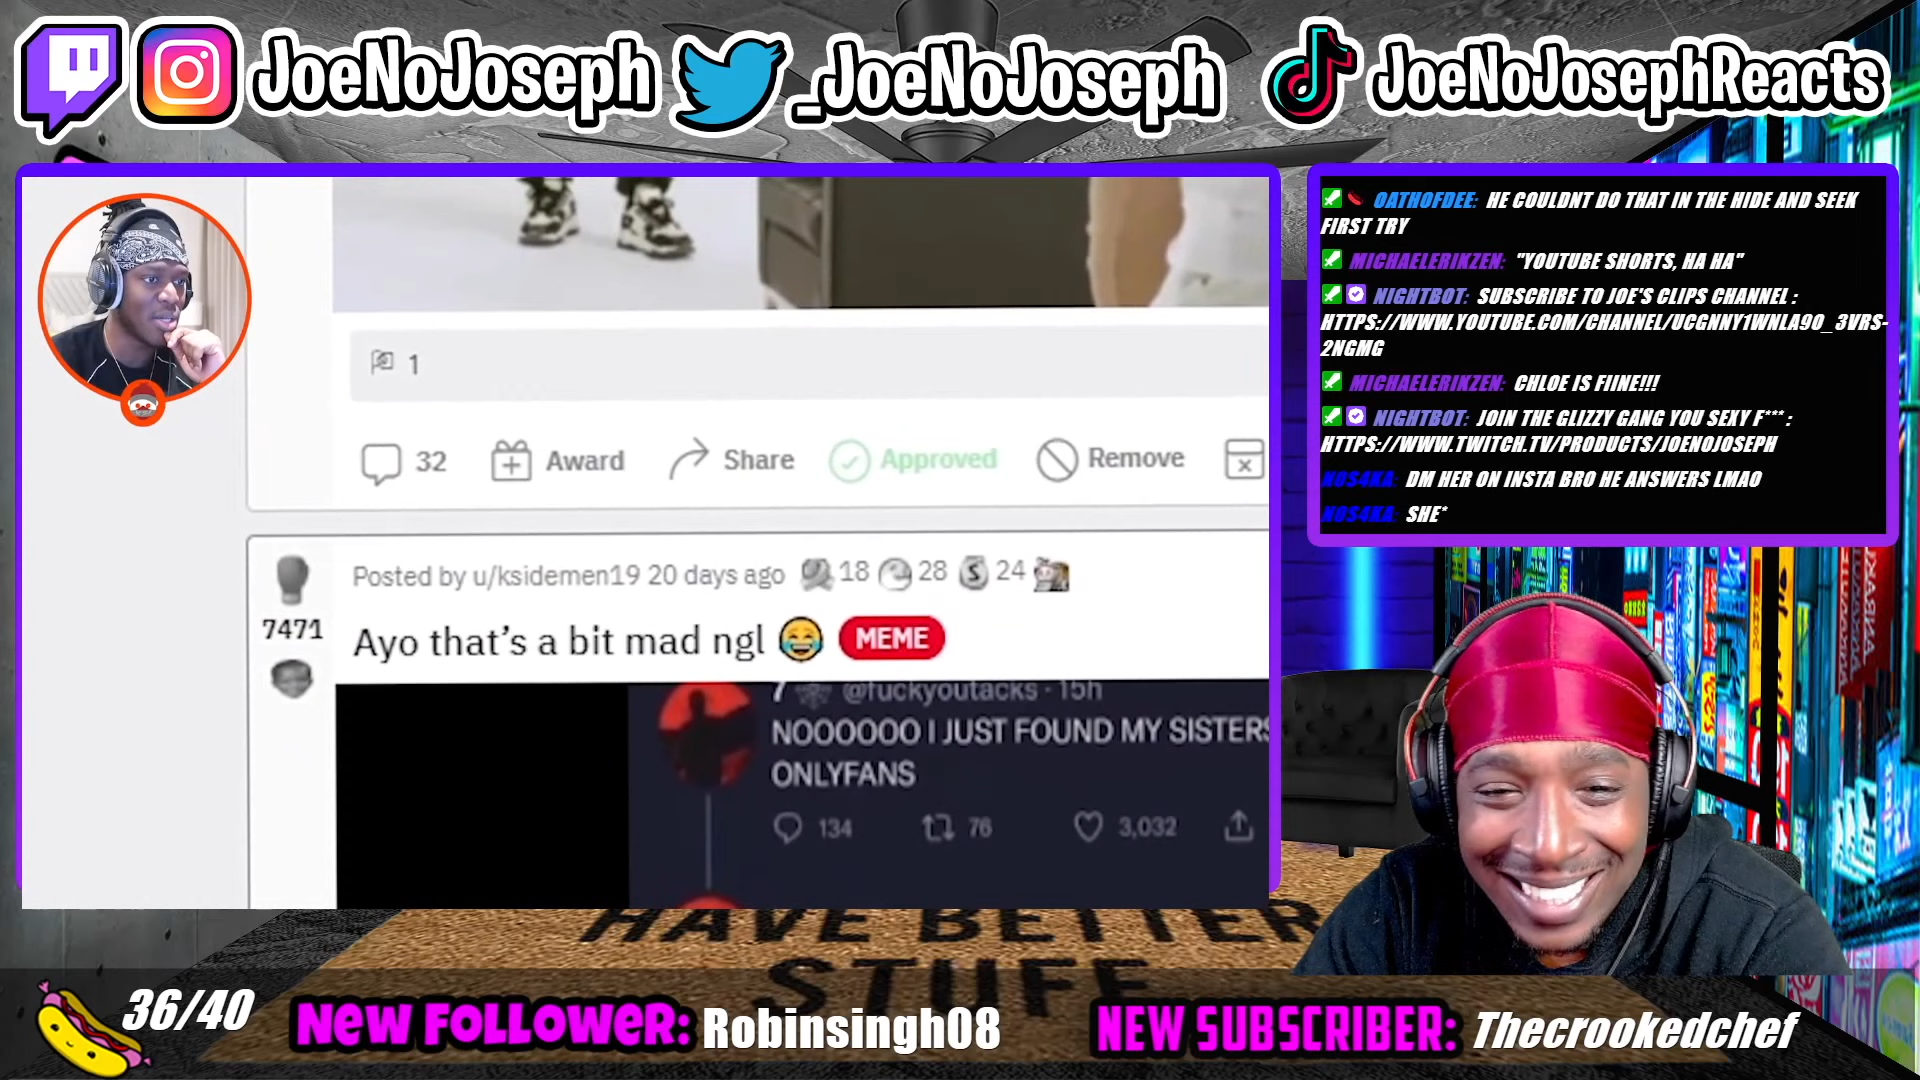 JoeNoJoseph
_JoeNoJoseph
JoeNoJosephReacts
1
32 Award Share Approved Remove
Posted by u/ksidemen19 20 days ago 18 28 24
7471
Ayo that's a bit mad ngl 😂 MEME
@fuckyoutacks · 15h
NOOOOOO I JUST FOUND MY SISTERS
ONLYFANS
134 76 3,032
OATHOFDEE: HE COULDNT DO THAT IN THE HIDE AND SEEK
FIRST TRY
MICHAELERIKZEN: "YOUTUBE SHORTS, HA HA"
NIGHTBOT: SUBSCRIBE TO JOE'S CLIPS CHANNEL :
HTTPS://WWW.YOUTUBE.COM/CHANNEL/UCGNNY1WNLA9O_3VRS-
2NGMG
MICHAELERIKZEN: CHLOE IS FIINE!!!
NIGHTBOT: JOIN THE GLIZZY GANG YOU SEXY F*** :
HTTPS://WWW.TWITCH.TV/PRODUCTS/JOENOJOSEPH
NOS4XA: DM HER ON INSTA BRO HE ANSWERS LMAO
NOS4XA: SHE*
HAVE BETTER
STUFF
36/40
NEW FOLLOWER: Robinsingh08
NEW SUBSCRIBER: Thecrookedchef